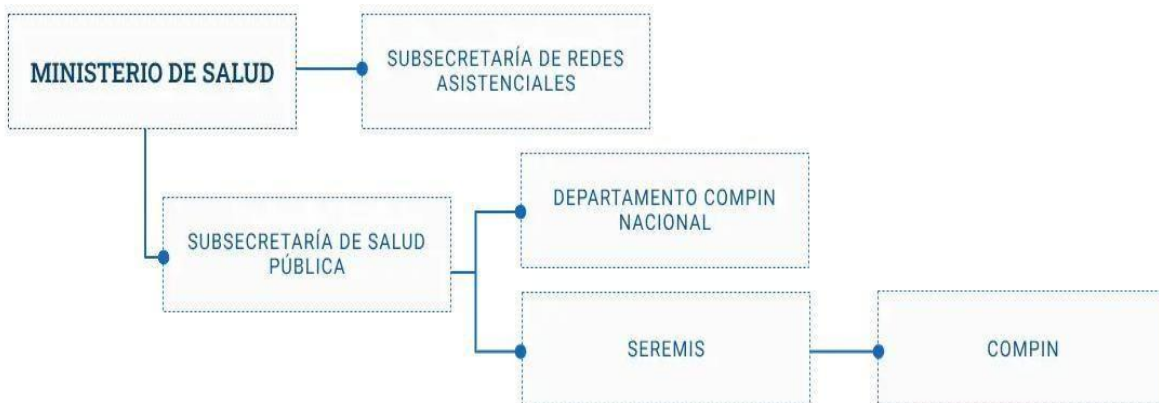 MINISTERIO DE SALUD
SUBSECRETARÍA DE REDES
ASISTENCIALES
SUBSECRETARÍA DE SALUD
PÚBLICA
DEPARTAMENTO COMPIN
NACIONAL
SEREMIS
COMPIN